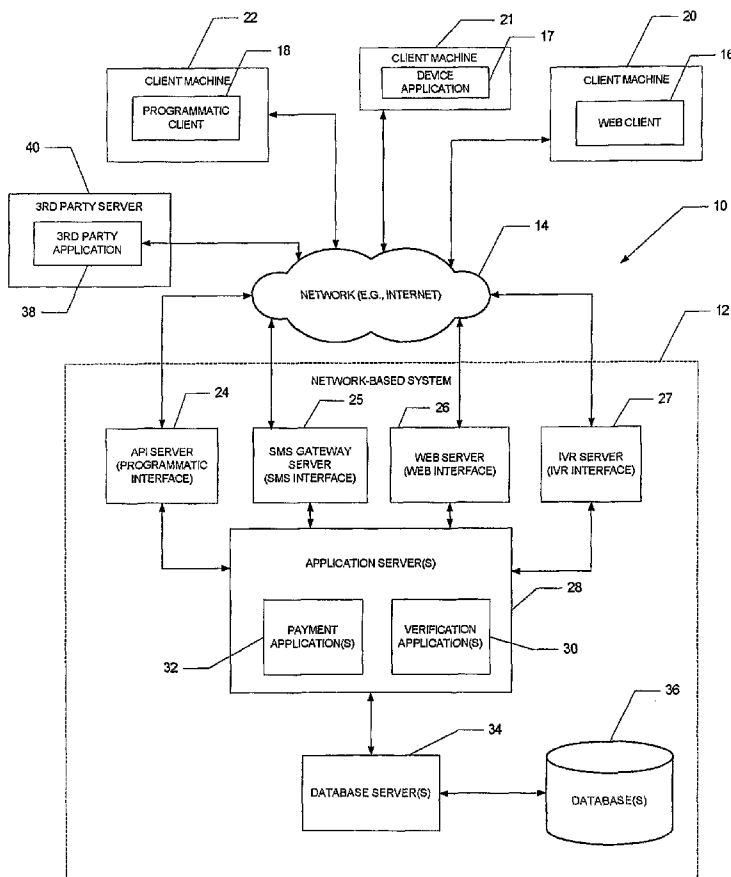 22
18
CLIENT MACHINE
PROGRAMMATIC
CLIENT
21
17
CLIENT MACHINE
DEVICE
APPLICATION
20
16
CLIENT MACHINE
WEB CLIENT
40
3RD PARTY SERVER
3RD PARTY
APPLICATION
38
10
14
NETWORK (E.G., INTERNET)
12
NETWORK-BASED SYSTEM
24
API SERVER
(PROGRAMMATIC
INTERFACE)
25
SMS GATEWAY
SERVER
(SMS INTERFACE)
26
WEB SERVER
(WEB INTERFACE)
27
IVR SERVER
(IVR INTERFACE)
APPLICATION SERVER(S)
28
PAYMENT
APPLICATION(S)
32
VERIFICATION
APPLICATION(S)
30
34
DATABASE SERVER(S)
36
DATABASE(S)